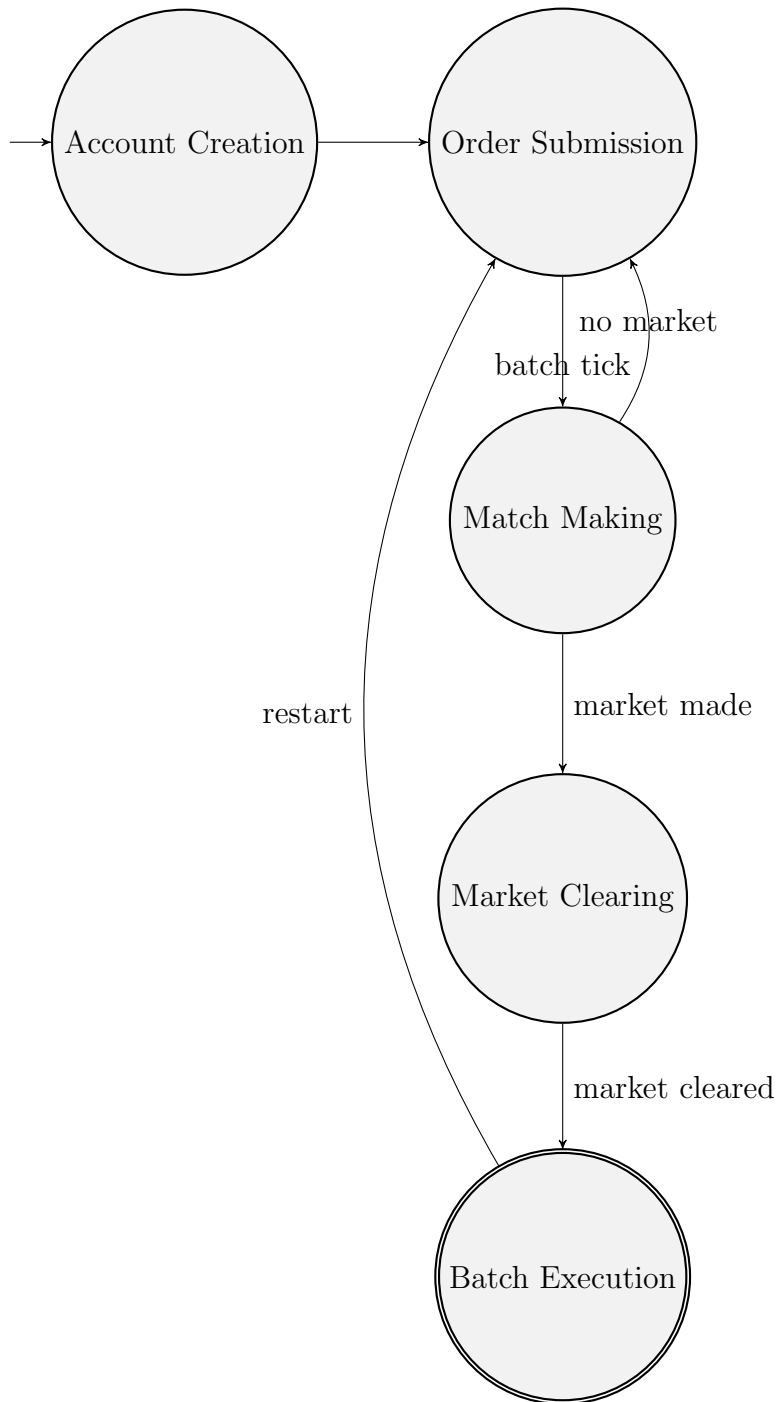 Account Creation
Order Submission
no market
batch tick
Match Making
restart
market made
Market Clearing
market cleared
Batch Execution